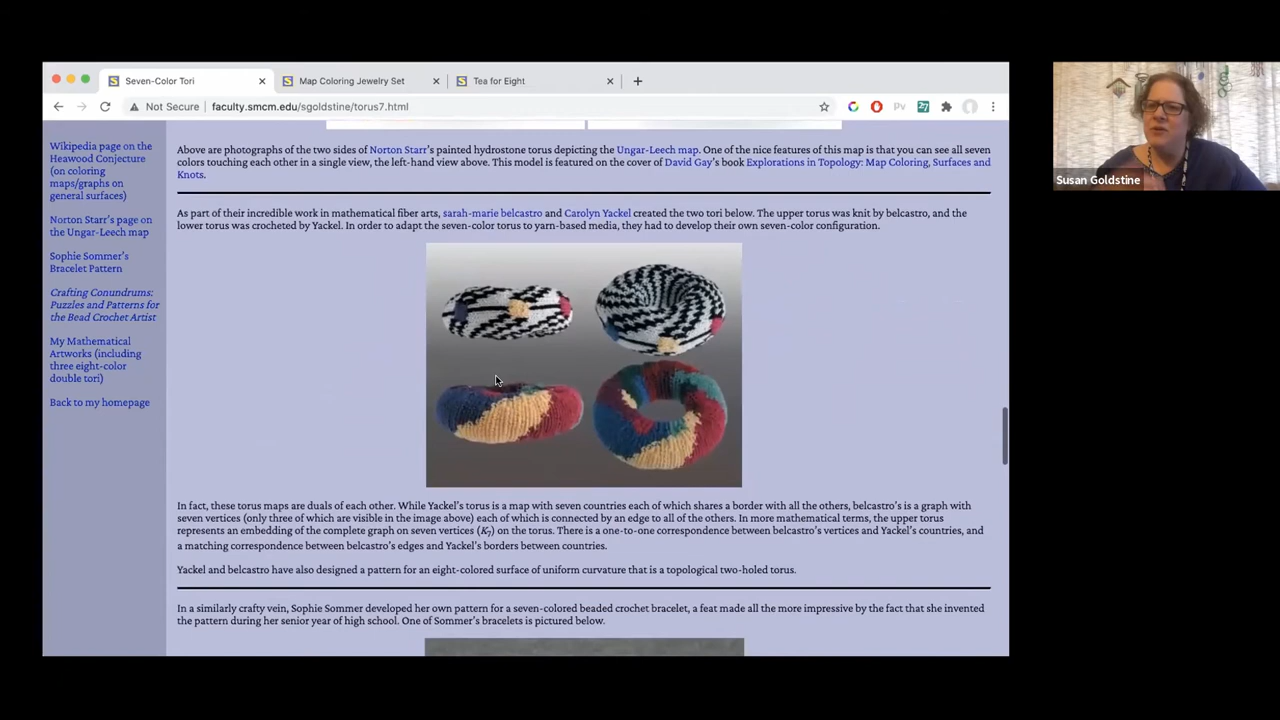 Seven-Color Tori
Map Coloring Jewelry Set
Tea for Eight
Not Secure faculty.smcm.edu/sgoldstine/torus7.html
Susan Goldstine
Wikipedia page on the
Heawood Conjecture
(on coloring
maps/graphs on
general surfaces)
Norton Starr's page on
the Ungar-Leech map
Sophie Sommer's
Bracelet Pattern
Crafting Conundrums:
Puzzles and Patterns for
the Bead Crochet Artist
My Mathematical
Artworks (including
three eight-color
double tori)
Back to my homepage
Above are photographs of the two sides of Norton Starr's painted hydrostone torus depicting the Ungar-Leech map. One of the nice features of this map is that you can see all seven
colors touching each other in a single view, the left-hand view above. This model is featured on the cover of David Gay's book Explorations in Topology: Map Coloring, Surfaces and
Knots.
As part of their incredible work in mathematical fiber arts, sarah-marie belcastro and Carolyn Yackel created the two tori below. The upper torus was knit by belcastro, and the
lower torus was crocheted by Yackel. In order to adapt the seven-color torus to yarn-based media, they had to develop their own seven-color configuration.
In fact, these torus maps are duals of each other. While Yackel's torus is a map with seven countries each of which shares a border with all the others, belcastro's is a graph with
seven vertices (only three of which are visible in the image above) each of which is connected by an edge to all of the others. In more mathematical terms, the upper torus
represents an embedding of the complete graph on seven vertices (K7) on the torus. There is a one-to-one correspondence between belcastro's vertices and Yackel's countries, and
a matching correspondence between belcastro's edges and Yackel's borders between countries.
Yackel and belcastro have also designed a pattern for an eight-colored surface of uniform curvature that is a topological two-holed torus.
In a similarly crafty vein, Sophie Sommer developed her own pattern for a seven-colored beaded crochet bracelet, a feat made all the more impressive by the fact that she invented
the pattern during her senior year of high school. One of Sommer's bracelets is pictured below.